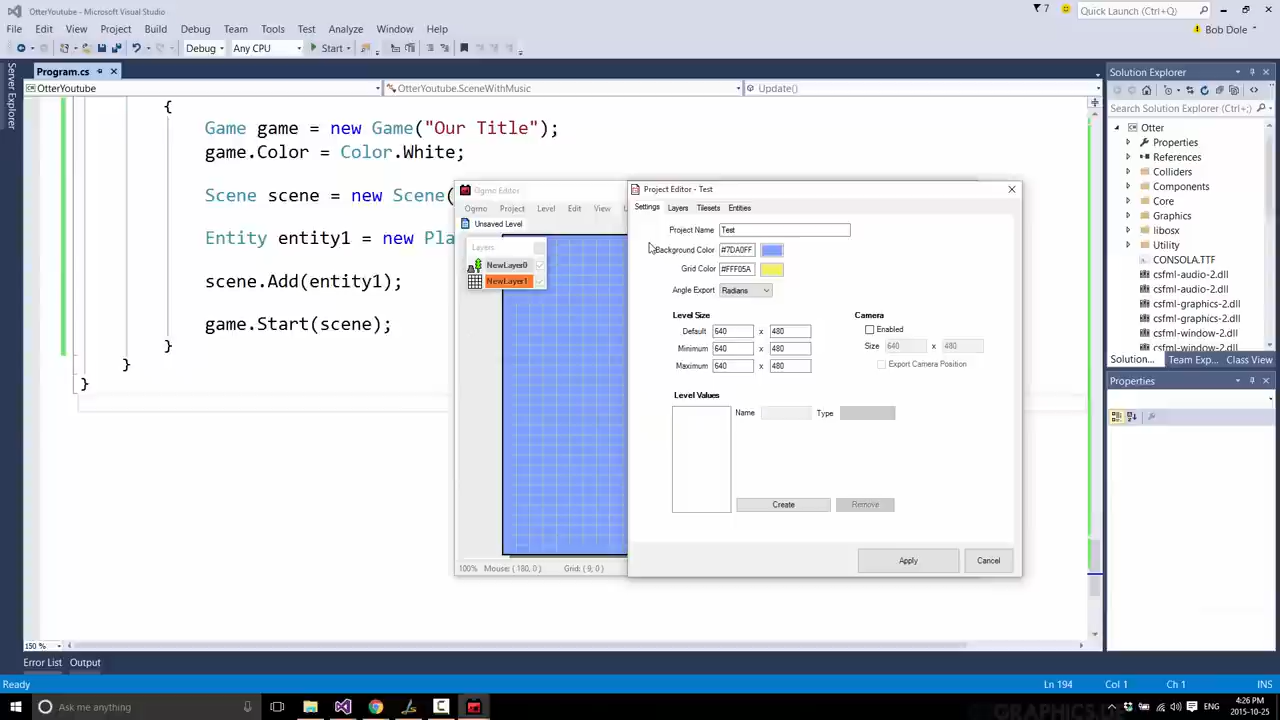 OtterYoutube - Microsoft Visual Studio
7
Quick Launch (Ctrl+Q)
File Edit View Project Build Debug Team Tools Test Analyze Window Help
Bob Dole
Debug Any CPU Start
Server Explorer
Program.cs
OtterYoutube
OtterYoutube.SceneWithMusic
Update()
{
Game game = new Game("Our Title");
game.Color = Color.White;
Scene scene = new Scene(
Entity entity1 = new Pla
scene.Add(entity1);
game.Start(scene);
}
}
}
Ogmo Editor
Ogmo Project Level Edit View
Unsaved Level
Layers
NewLayer0
NewLayer1
100% Mouse: ( 180, 0 ) Grid: ( 9, 0 )
Project Editor - Test
Settings Layers Tilesets Entities
Project Name Test
Background Color #7DA0FF
Grid Color #FFF05A
Angle Export Radians
Level Size
Default 640 x 480
Minimum 640 x 480
Maximum 640 x 480
Camera
Enabled
Size 640 x 480
Export Camera Position
Level Values
Name Type
Create Remove
Apply Cancel
Solution Explorer
Search Solution Explorer (Ctrl+;)
Otter
Properties
References
Colliders
Components
Core
Graphics
libosx
Utility
CONSOLA.TTF
csfml-audio-2.dll
csfml-audio-2.dll
csfml-graphics-2.dll
csfml-graphics-2.dll
csfml-window-2.dll
csfml-window-2.dll
Solution... Team Exp... Class View
Properties
150 %
Error List Output
Ready
Ln 194 Col 1 Ch 1 INS
Ask me anything
ENG
4:26 PM
2015-10-25